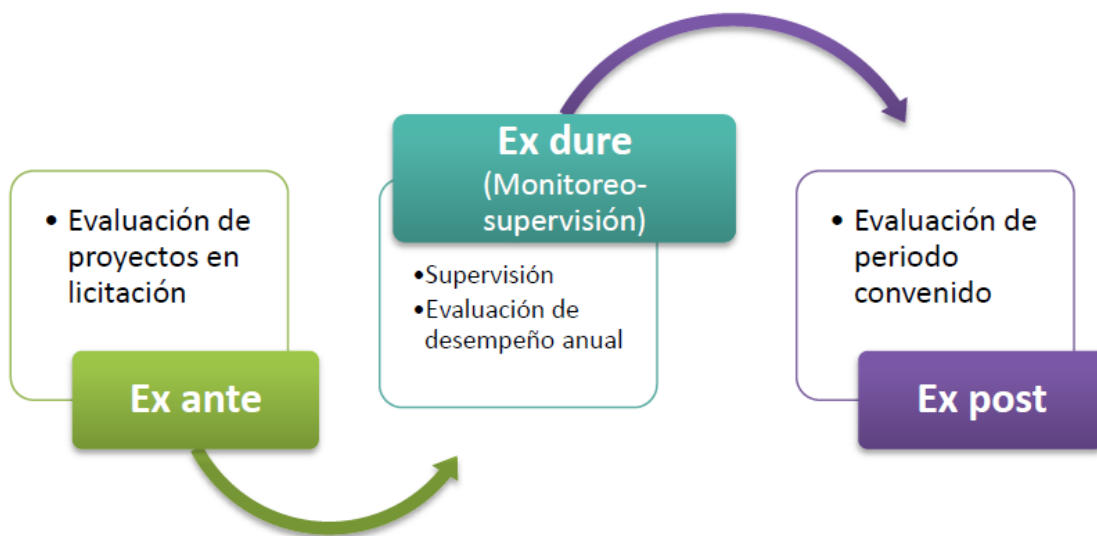 • Evaluación de
proyectos en
licitación
Ex ante
Ex dure
(Monitoreo-
supervisión)
•Supervisión
•Evaluación de
desempeño anual
• Evaluación de
periodo
convenido
Ex post